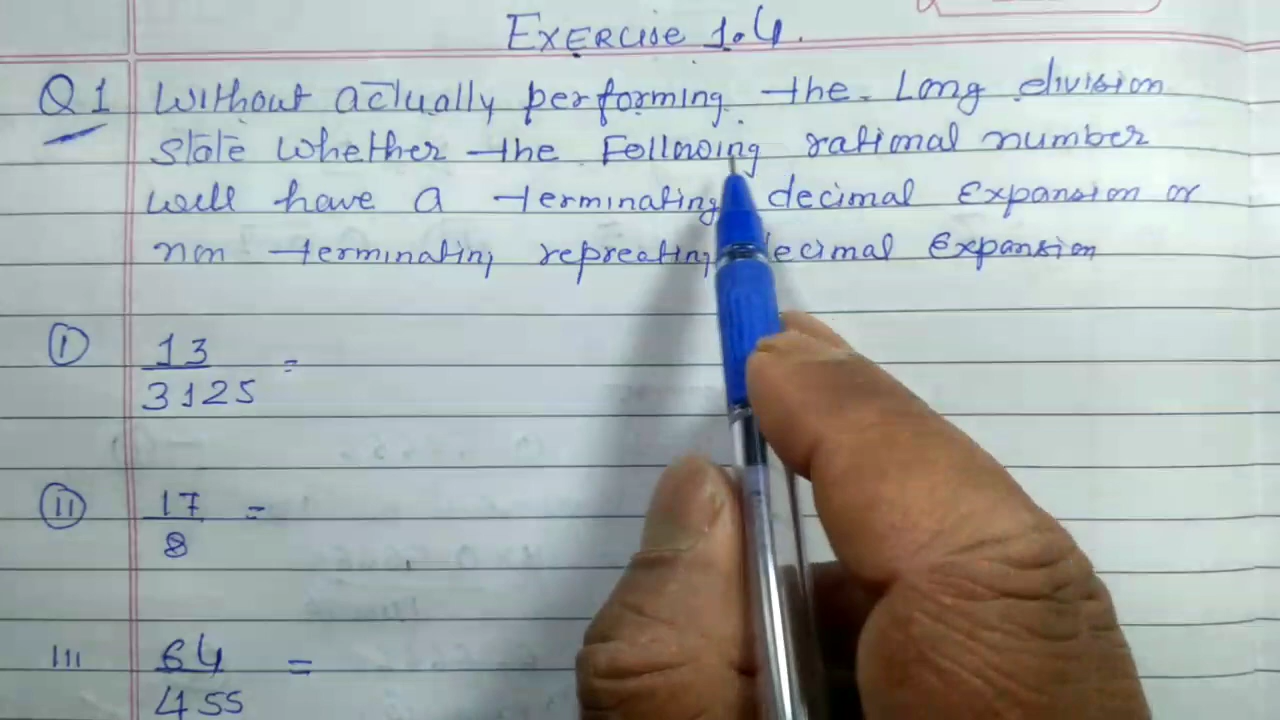 Exercise 1.4.
Q1 Without actually performing the Long division
state whether the Following rational number
will have a terminating decimal expansion or
non terminating repreating decimal Expansion
i 13/3125 =
ii 17/8 =
iii 64/455 =